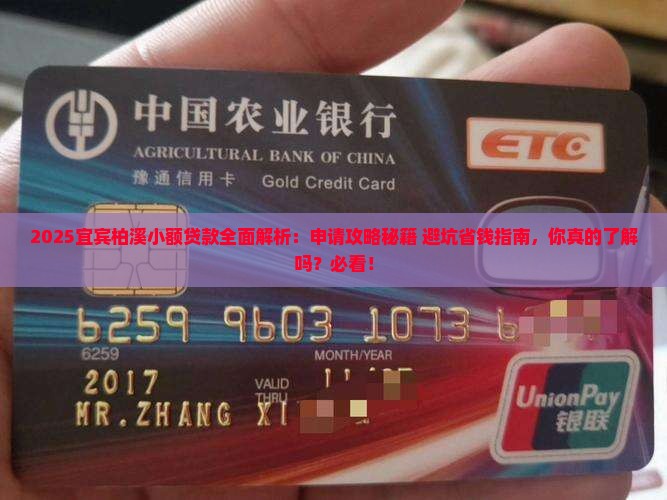 中国农业银行
ETC
AGRICULTURAL BANK OF CHINA
豫通信用卡 Gold Credit Card
2025宜宾柏溪小额贷款全面解析：申请攻略秘籍 避坑省钱指南，你真的了解
吗？必看！
6259 9603 1073 6
6259
MONTH/YEAR
2017 VALID THRU 11
MR.ZHANG XI
UnionPay
银联